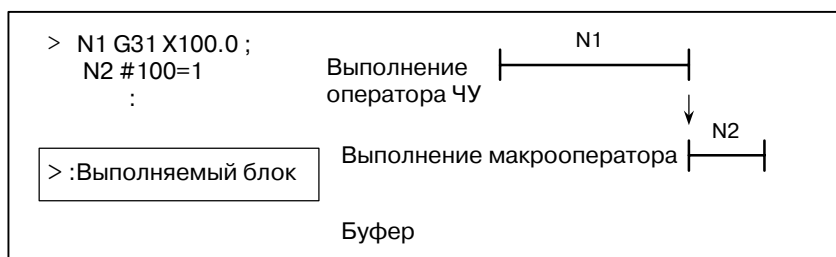 > N1 G31 X100.0 ;
N2 #100=1
:
> :Выполняемый блок
N1
Выполнение
оператора ЧУ
N2
Выполнение макрооператора
Буфер